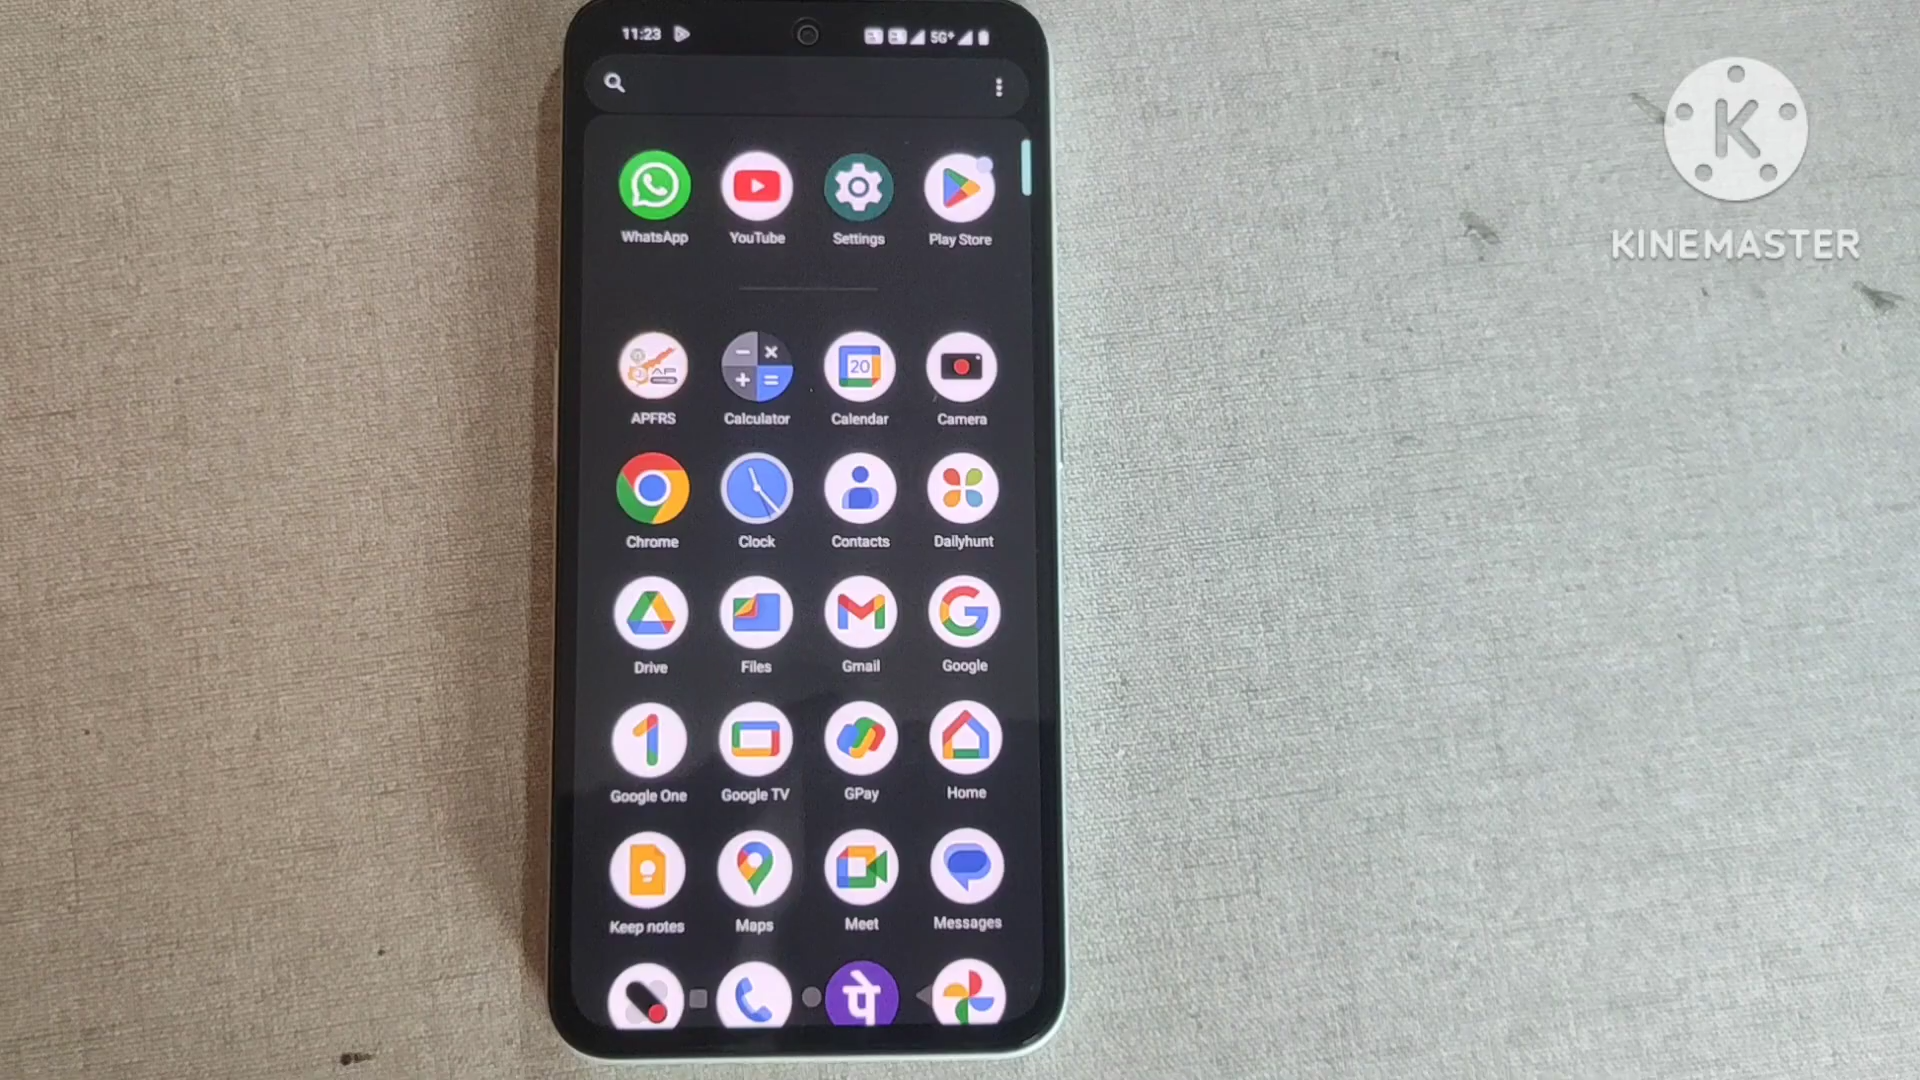 11:23
5G+
WhatsApp YouTube Settings Play Store
AP
20
APFRS Calculator Calendar Camera
Chrome Clock Contacts Dailyhunt
Drive Files Gmail Google
Google One Google TV GPay Home
Keep notes Maps Meet Messages
पे
K
KINEMASTER